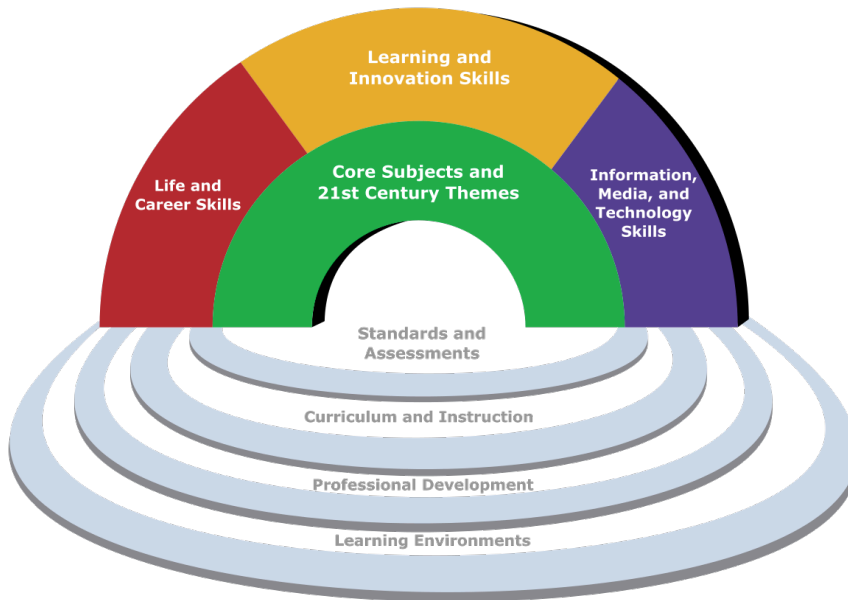 Learning and
Innovation Skills
Core Subjects and
21st Century Themes
Life and
Career Skills
Information,
Media, and
Technology
Skills
Standards and
Assessments
Curriculum and Instruction
Professional Development
Learning Environments